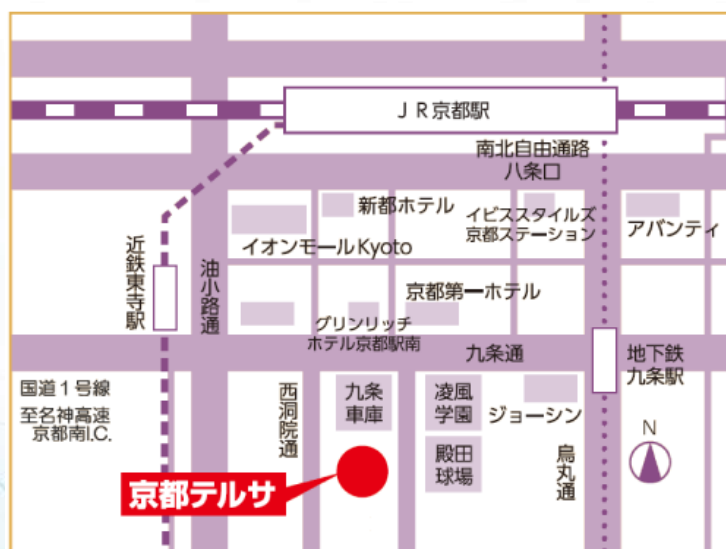 ＪＲ京都駅
南北自由通路
八条口
新都ホテル
イビススタイルズ
京都ステーション
アバンティ
イオンモールKyoto
近鉄東寺駅
油小路通
京都第一ホテル
グリンリッチ
ホテル京都駅南
九条通
地下鉄
九条駅
国道１号線
至名神高速
京都南I.C.
西洞院通
九条
車庫
凌風
学園
ジョーシン
殿田
球場
烏丸通
N
京都テルサ